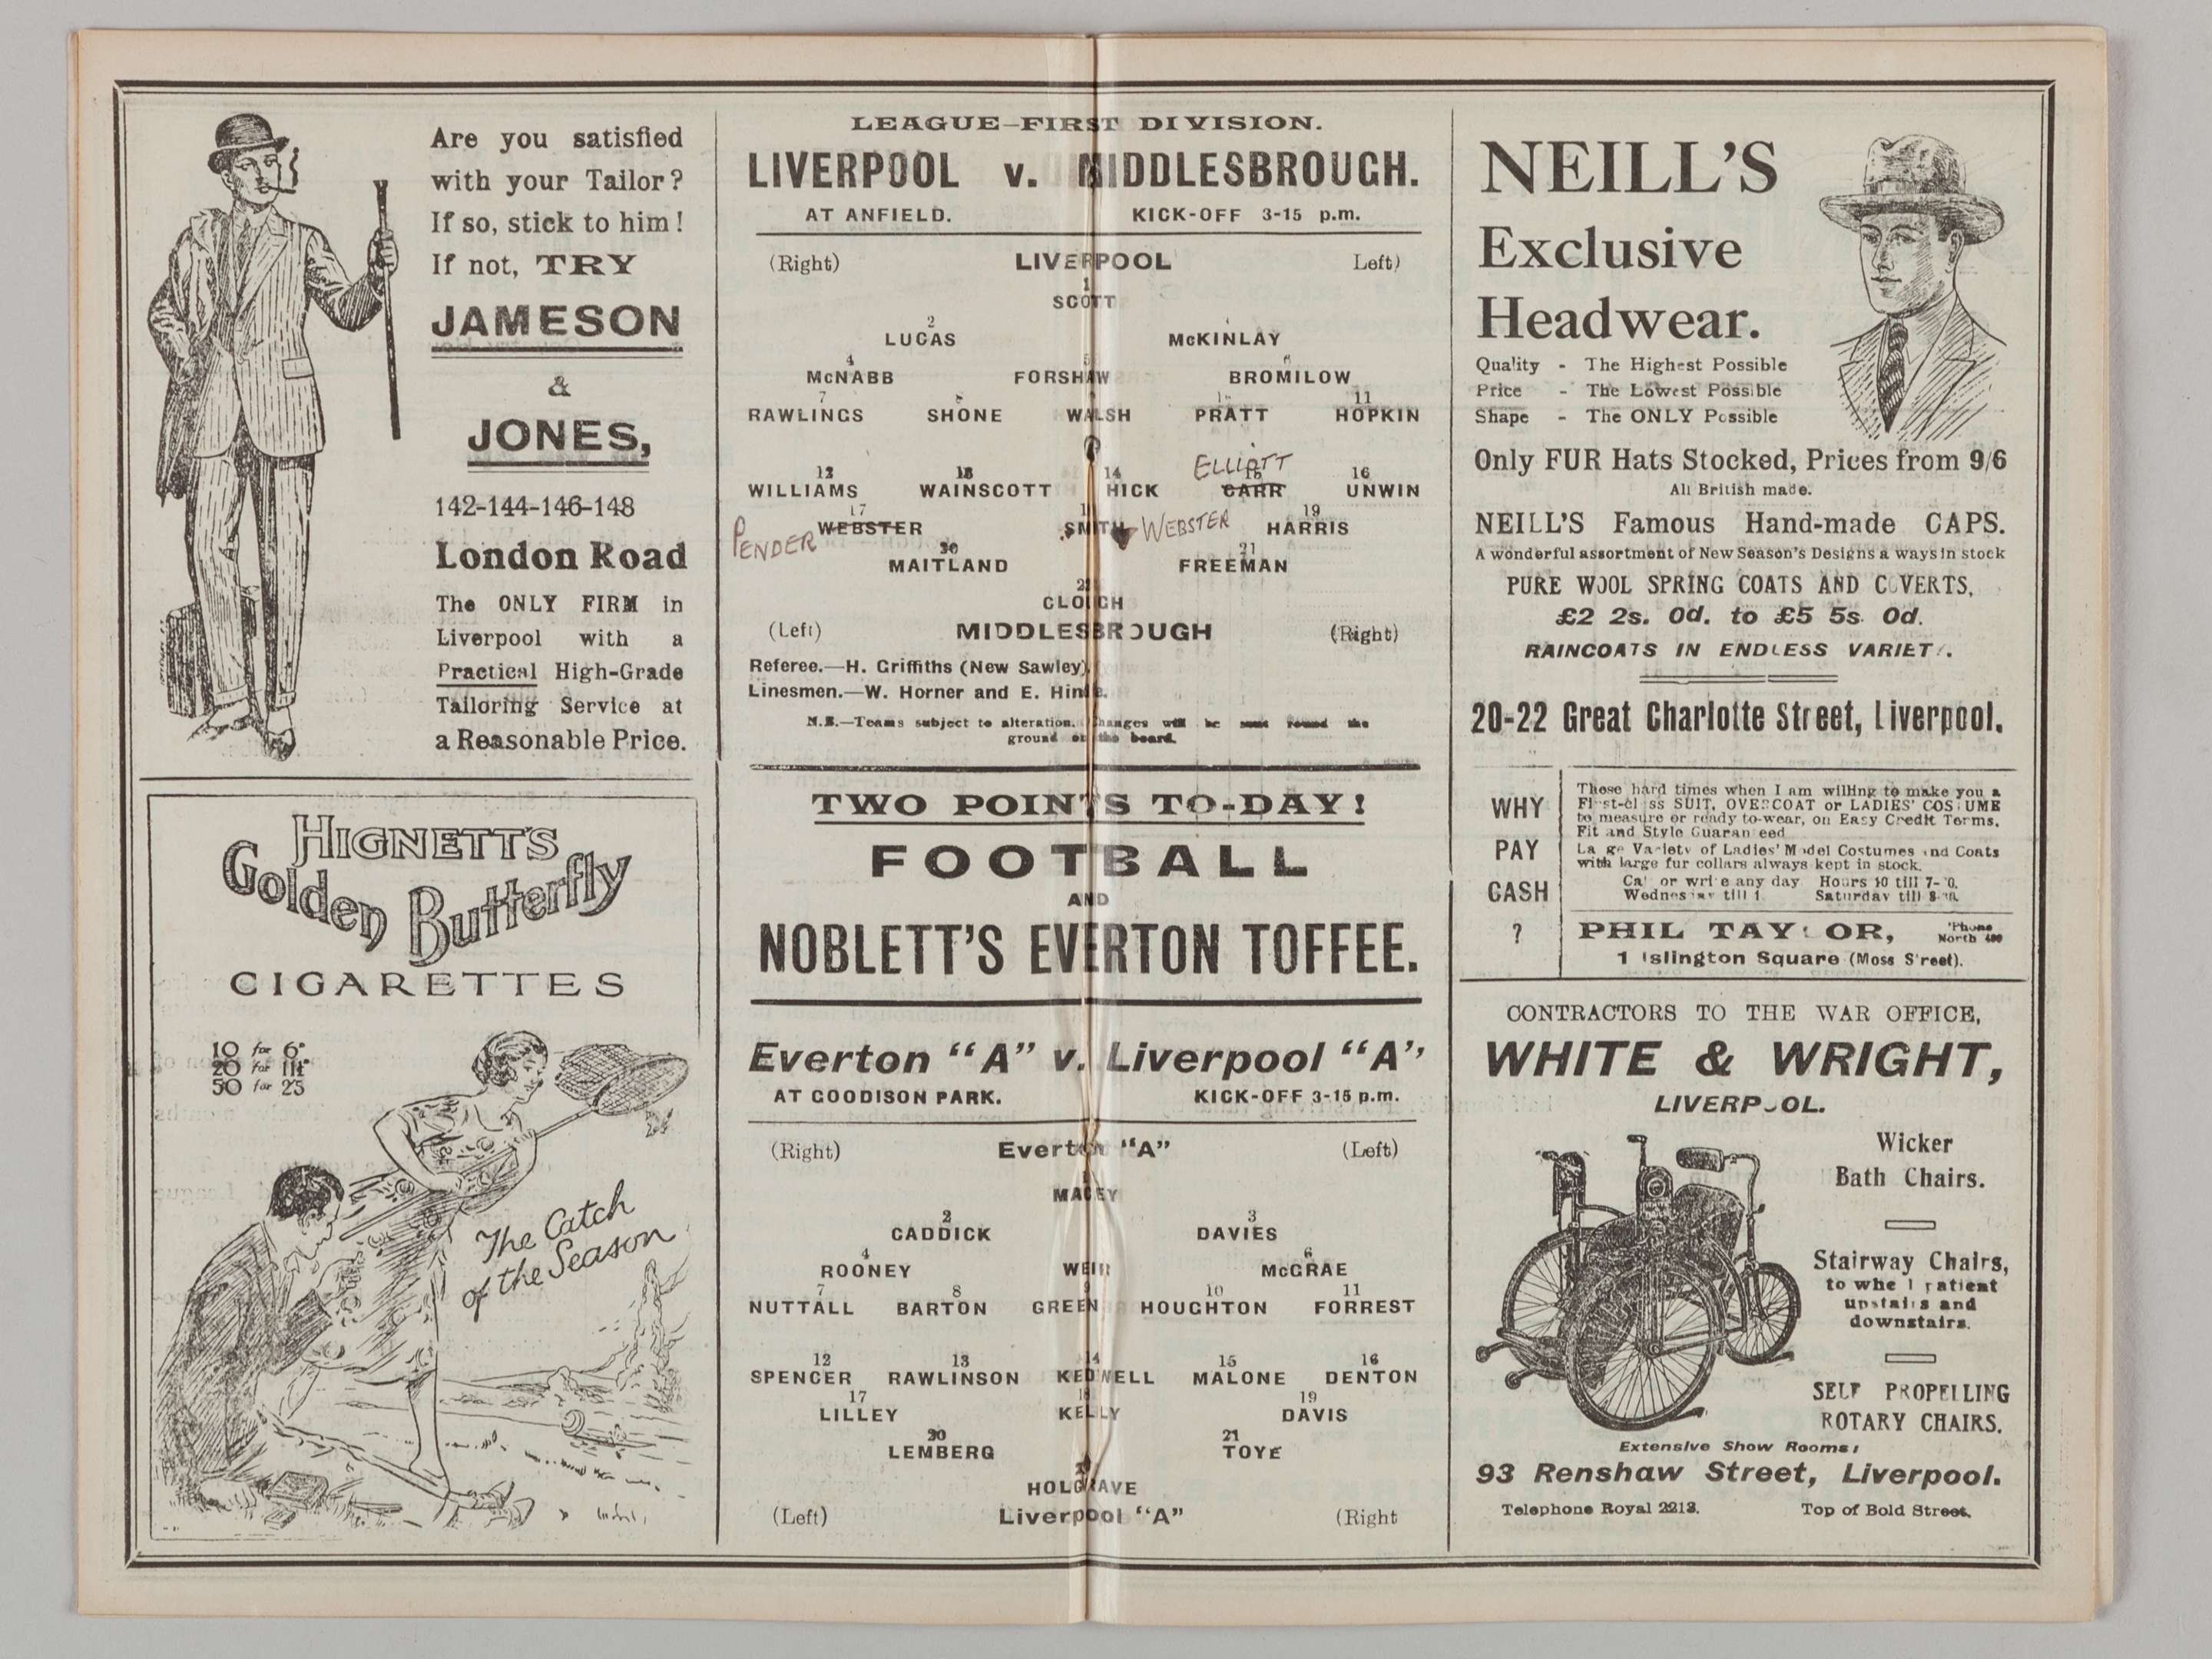 Are you satisfied
with your Tailor?
If so, stick to him!
If not, TRY
JAMESON
&
JONES,
142-144-146-148
London Road
The ONLY FIRM in
Liverpool with a
Practical High-Grade
Tailoring Service at
a Reasonable Price.
HIGNETT'S
Golden Butterfly
CIGARETTES
10 for 6D
20 for 11½
50 for 2'5
The Catch
of the Season
LEAGUE—FIRST DIVISION.
LIVERPOOL v. MIDDLESBROUGH.
AT ANFIELD. KICK-OFF 3-15 p.m.
(Right) LIVERPOOL Left)
1
SCOTT
2
LUCAS McKINLAY
4 5 6
McNABB FORSHAW BROMILOW
7 8 11
RAWLINGS SHONE WALSH PRATT HOPKIN
ELLIOTT
12 13 14 15 16
WILLIAMS WAINSCOTT HICK CARR UNWIN
17 19
PENDER WEBSTER SMITH WEBSTER HARRIS
20 21
MAITLAND FREEMAN
CLOUGH
(Left) MIDDLESBROUGH (Right)
Referee.—H. Griffiths (New Sawley)
Linesmen.—W. Horner and E. Hinde.
N.B.—Teams subject to alteration. Changes will be sent round the
ground on the board.
TWO POINTS TO-DAY!
FOOTBALL
AND
NOBLETT'S EVERTON TOFFEE.
Everton "A" v. Liverpool "A"
AT GOODISON PARK. KICK-OFF 3-15 p.m.
(Right) Everton "A" (Left)
MACEY
2 3
CADDICK DAVIES
4 6
ROONEY WEIR McGRAE
7 8 9 10 11
NUTTALL BARTON GREEN HOUGHTON FORREST
12 13 14 15 16
SPENCER RAWLINSON KEDWELL MALONE DENTON
17 18 19
LILLEY KELLY DAVIS
20 21
LEMBERG TOYE
HOLGRAVE
(Left) Liverpool "A" (Right
NEILL'S
Exclusive
Headwear.
Quality - The Highest Possible
Price - The Lowest Possible
Shape - The ONLY Possible
Only FUR Hats Stocked, Prices from 9/6
All British made.
NEILL'S Famous Hand-made CAPS.
A wonderful assortment of New Season's Designs a ways in stock
PURE WOOL SPRING COATS AND COVERTS,
£2 2s. 0d. to £5 5s. 0d.
RAINCOATS IN ENDLESS VARIETY.
20-22 Great Charlotte Street, Liverpool.
WHY
PAY
CASH
?
These hard times when I am willing to make you a
First-class SUIT, OVERCOAT or LADIES' COSTUME
to measure or ready to-wear, on Easy Credit Terms.
Fit and Style Guaranteed
Large Variety of Ladies' Model Costumes and Coats
with large fur collars always kept in stock.
Call or write any day Hours 10 till 7-30.
Wednesday till 1. Saturday till 8-30.
PHIL TAYLOR, 'Phone
North 400
1 Islington Square (Moss Street).
CONTRACTORS TO THE WAR OFFICE,
WHITE & WRIGHT,
LIVERPOOL.
Wicker
Bath Chairs.
Stairway Chairs,
to wheel patient
upstairs and
downstairs.
SELF PROPELLING
ROTARY CHAIRS.
Extensive Show Rooms:
93 Renshaw Street, Liverpool.
Telephone Royal 2213. Top of Bold Street.